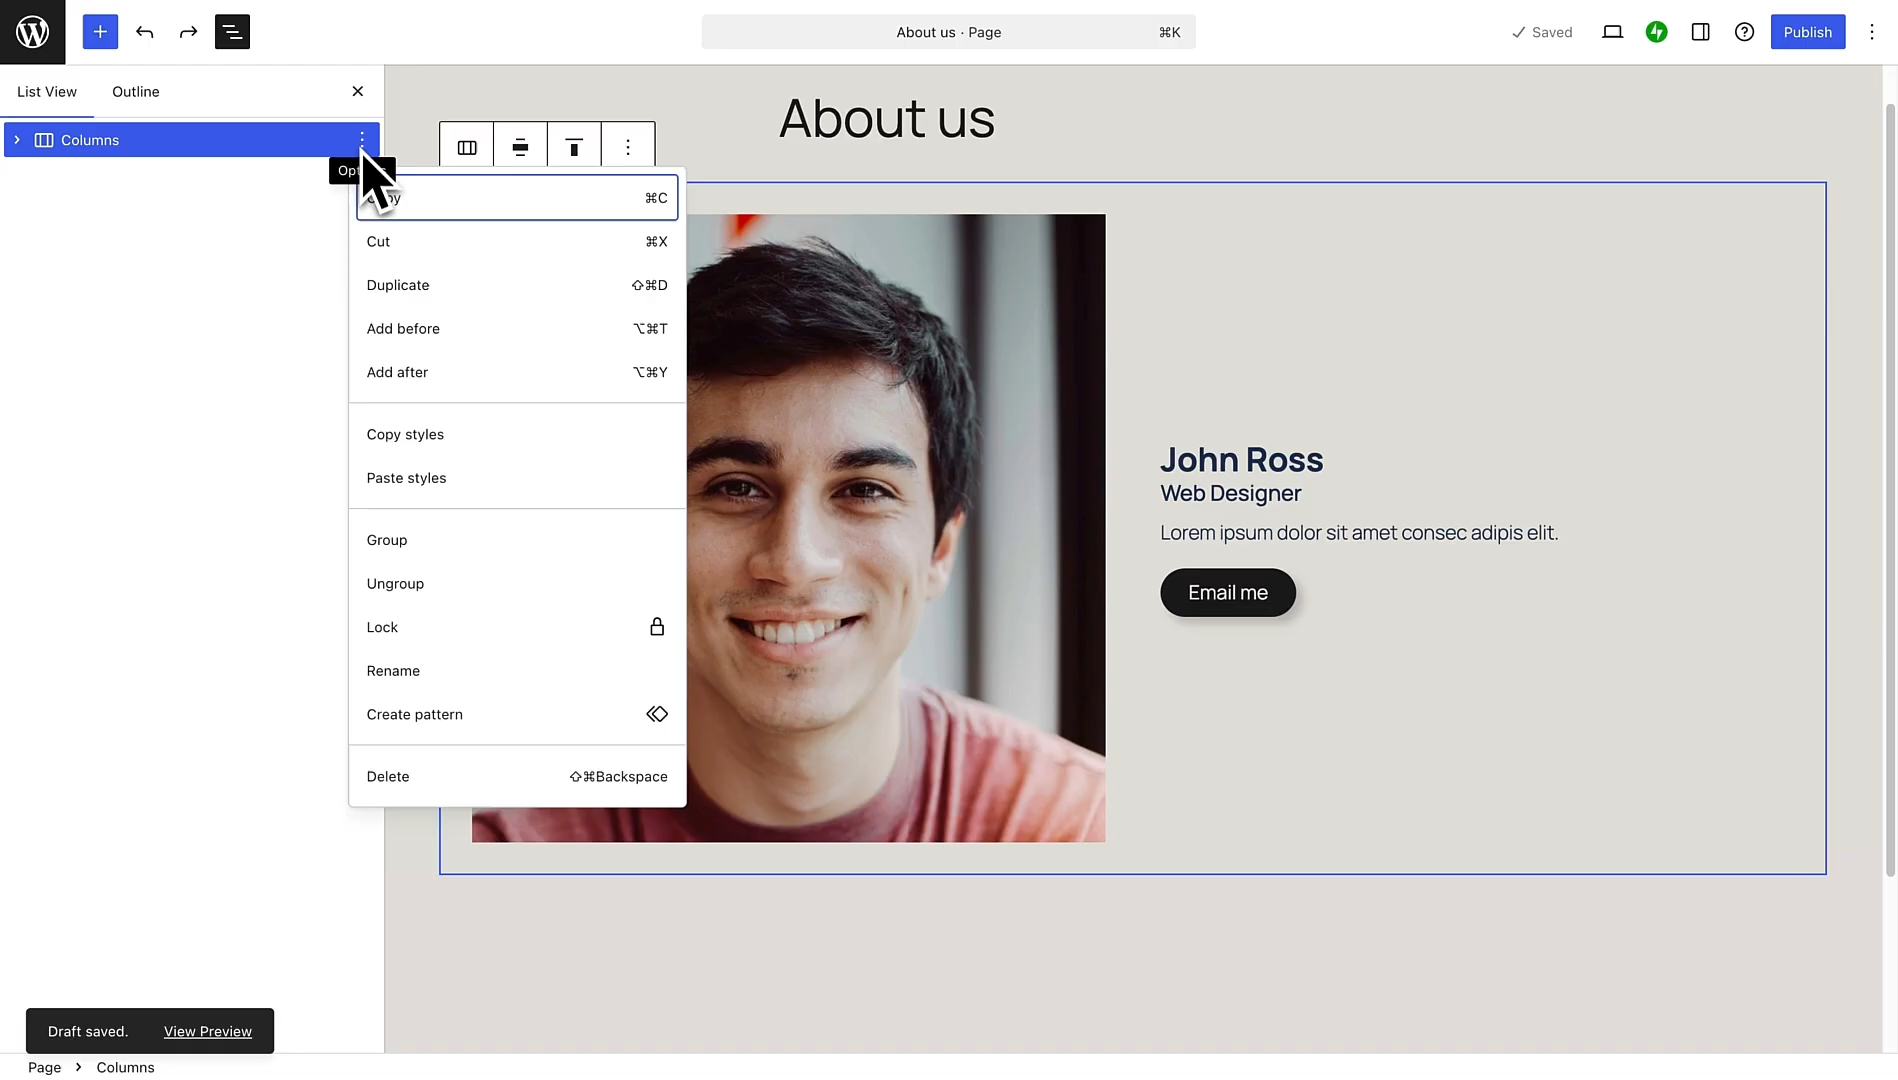 About us · Page ⌘K
Saved
Publish
List View Outline
Columns
About us
Copy ⌘C
Cut ⌘X
Duplicate ⇧⌘D
Add before ⌥⌘T
Add after ⌥⌘Y
Copy styles
Paste styles
Group
Ungroup
Lock
Rename
Create pattern
Delete ⇧⌘Backspace
John Ross
Web Designer
Lorem ipsum dolor sit amet consec adipis elit.
Email me
Draft saved. View Preview
Page > Columns